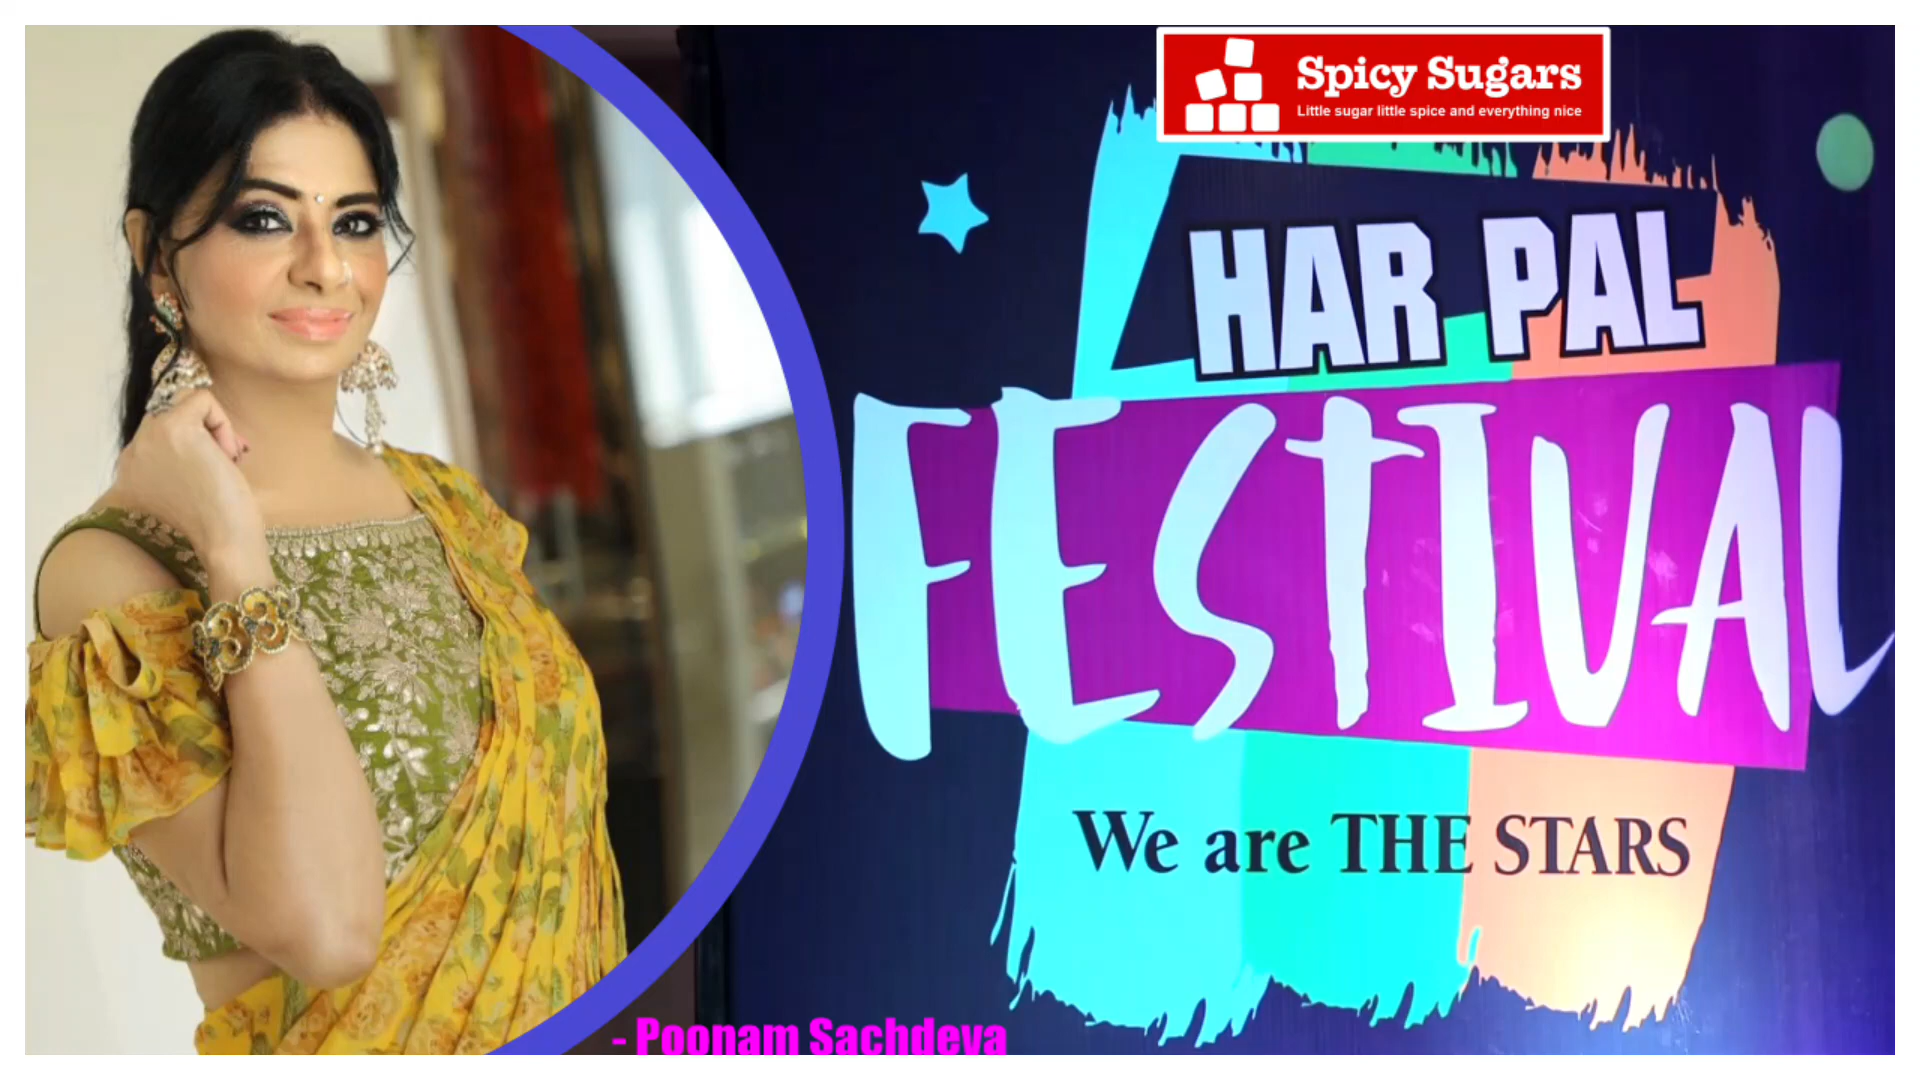 Spicy Sugars
Little sugar little spice and everything nice
HAR PAL
FESTIVAL
We are THE STARS
- Poonam Sachdeva